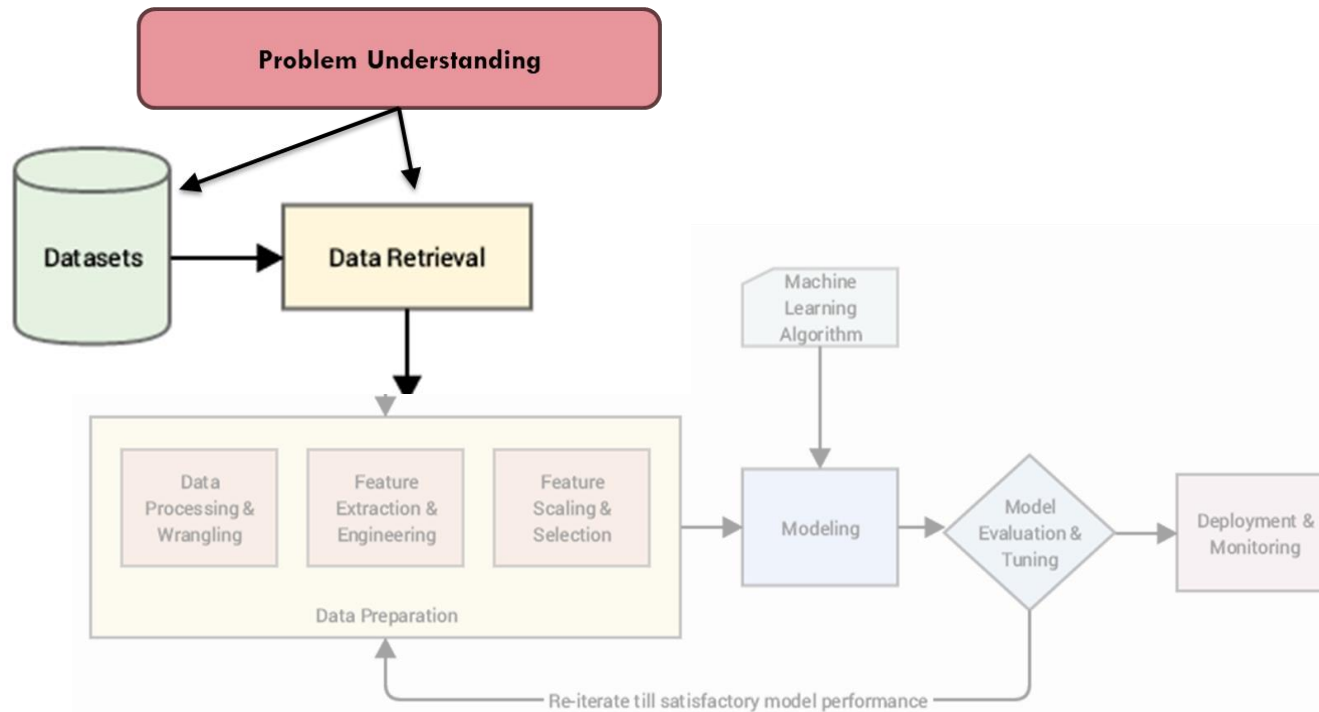 Problem Understanding
Datasets
Data Retrieval
Machine
Learning
Algorithm
Data
Processing &
Wrangling
Feature
Extraction &
Engineering
Feature
Scaling &
Selection
Data Preparation
Modeling
Model
Evaluation &
Tuning
Deployment &
Monitoring
Re-iterate till satisfactory model performance